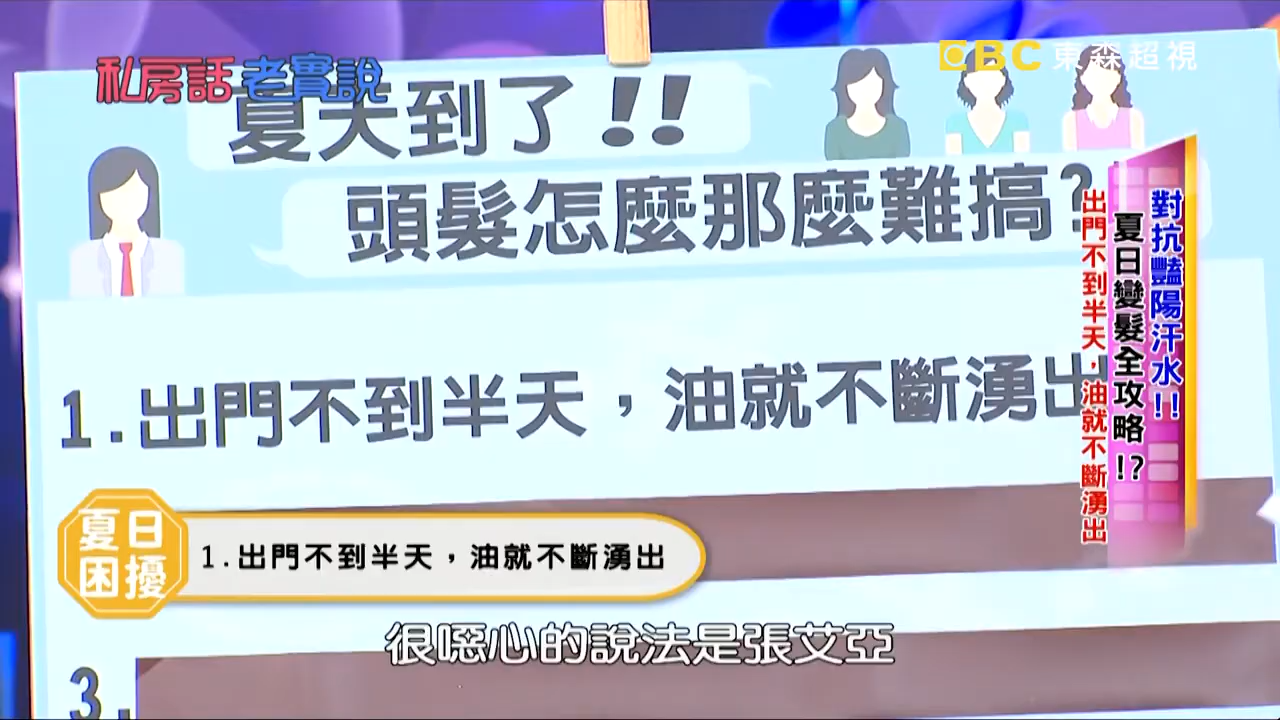 私房話老實說
EBC 東森超視
夏天到了!!
頭髮怎麼那麼難搞?
對抗豔陽汗水!!
夏日變髮全攻略!?
出門不到半天,油就不斷湧出
1.出門不到半天,油就不斷湧出
夏日困擾
1.出門不到半天,油就不斷湧出
很噁心的說法是張艾亞
3.